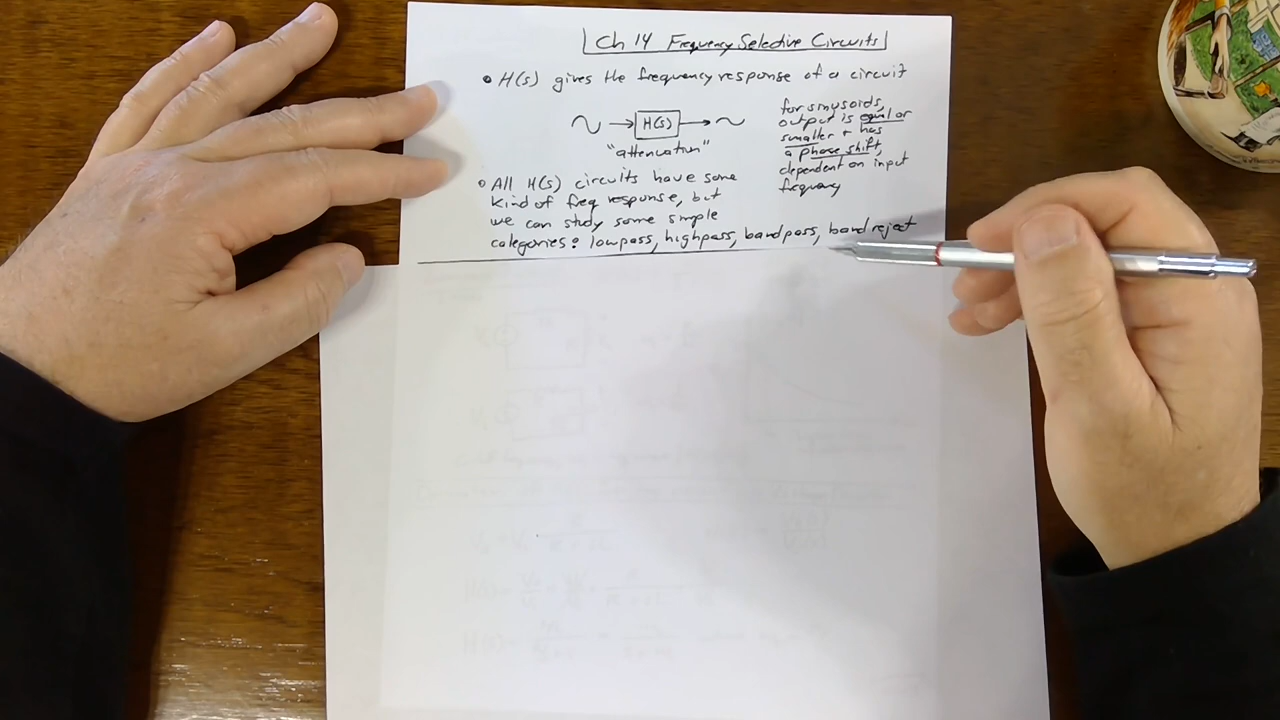 Ch 14 Frequency Selective Circuits
• H(s) gives the frequency response of a circuit
H(s)
"attenuation"
for sinusoids,
output is equal or
smaller + has
a phase shift,
dependent on input
frequency
• All H(s) circuits have some
kind of freq response, but
we can study some simple
categories: lowpass, highpass, bandpass, band reject